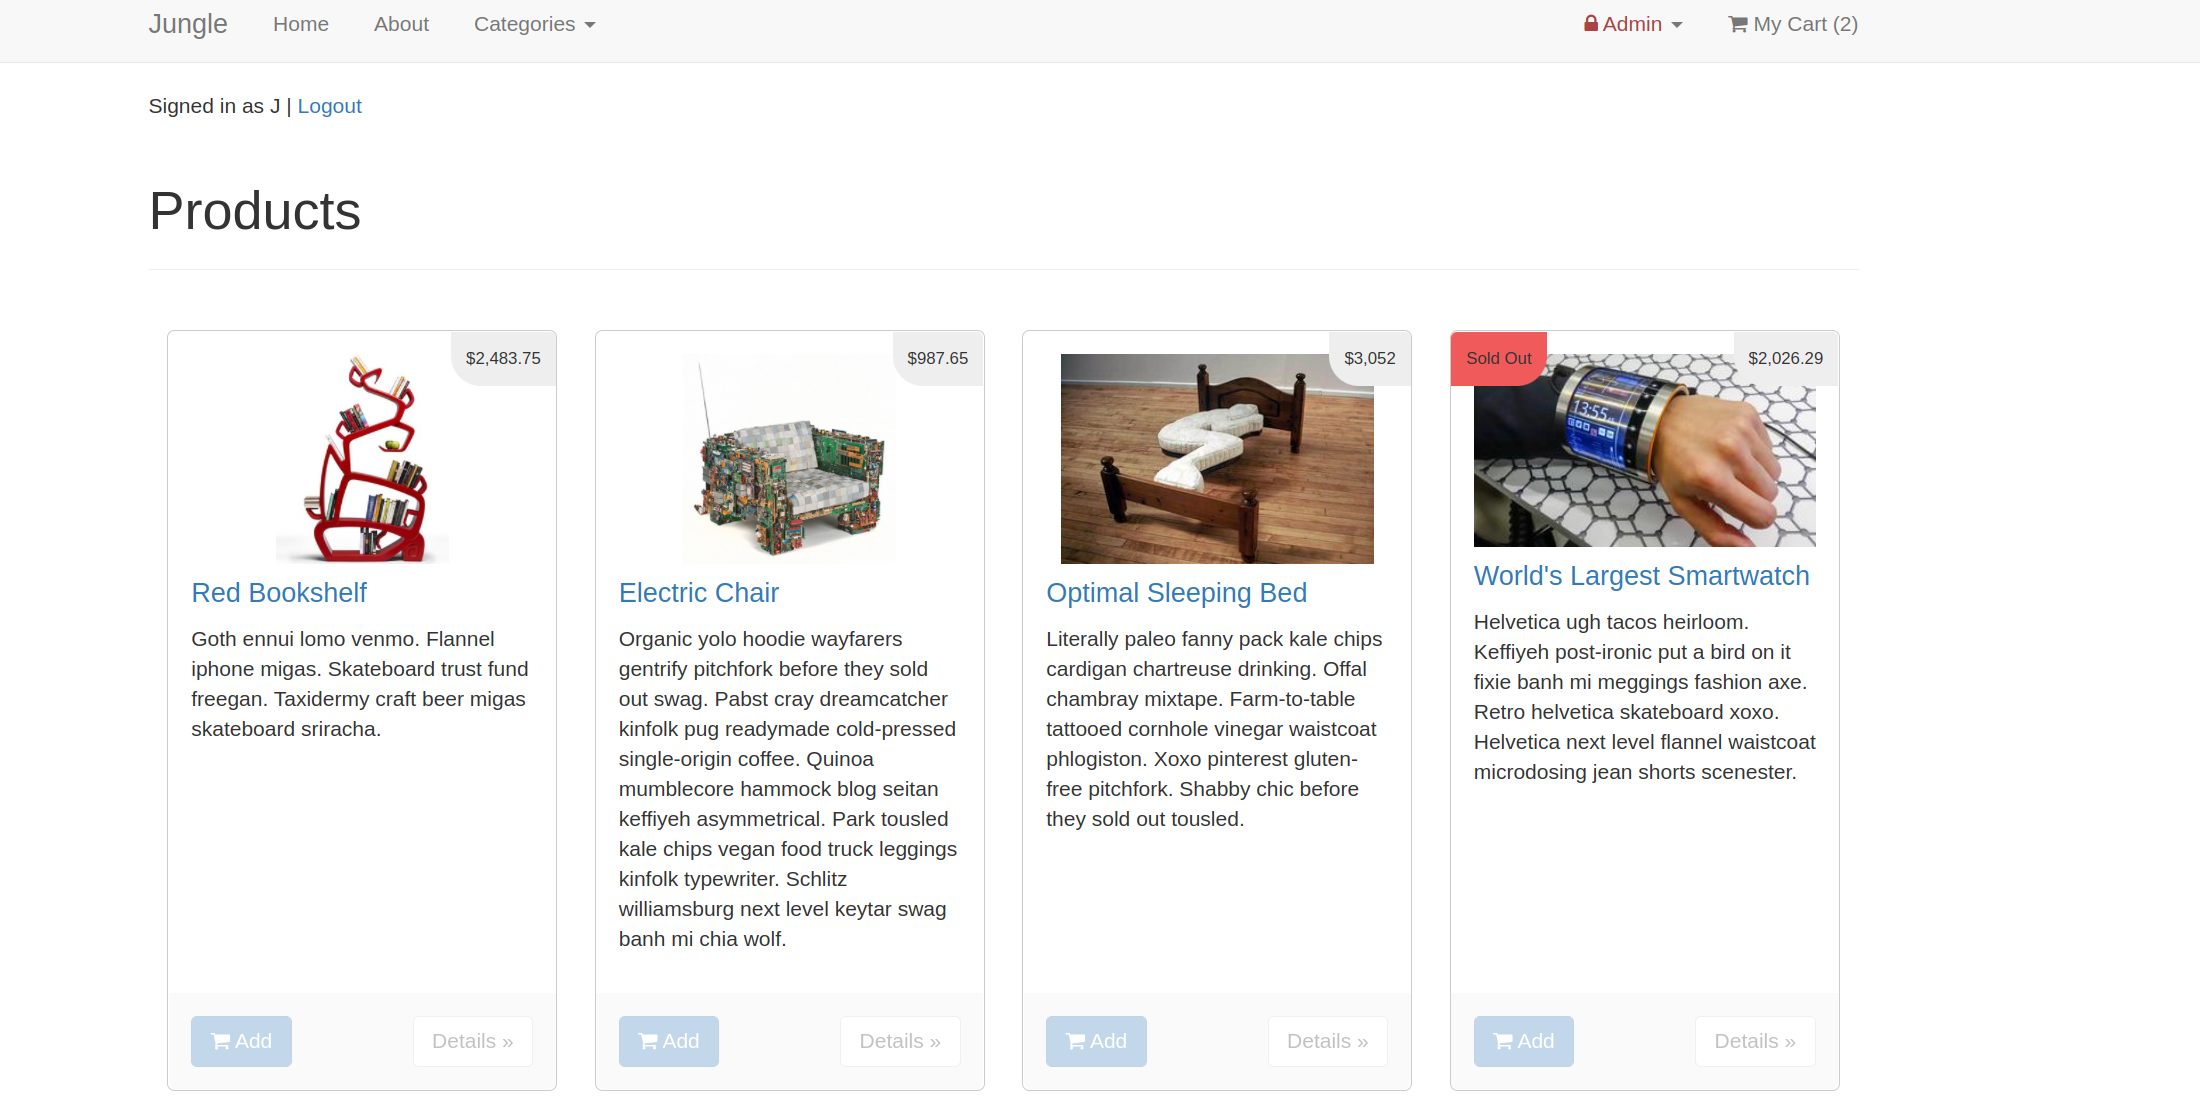 Jungle Home About Categories Admin My Cart (2)
Signed in as J | Logout
Products
$2,483.75
Red Bookshelf
Goth ennui lomo venmo. Flannel
iphone migas. Skateboard trust fund
freegan. Taxidermy craft beer migas
skateboard sriracha.
Add Details »
$987.65
Electric Chair
Organic yolo hoodie wayfarers
gentrify pitchfork before they sold
out swag. Pabst cray dreamcatcher
kinfolk pug readymade cold-pressed
single-origin coffee. Quinoa
mumblecore hammock blog seitan
keffiyeh asymmetrical. Park tousled
kale chips vegan food truck leggings
kinfolk typewriter. Schlitz
williamsburg next level keytar swag
banh mi chia wolf.
Add Details »
$3,052
Optimal Sleeping Bed
Literally paleo fanny pack kale chips
cardigan chartreuse drinking. Offal
chambray mixtape. Farm-to-table
tattooed cornhole vinegar waistcoat
phlogiston. Xoxo pinterest gluten-
free pitchfork. Shabby chic before
they sold out tousled.
Add Details »
Sold Out $2,026.29
13:55
World's Largest Smartwatch
Helvetica ugh tacos heirloom.
Keffiyeh post-ironic put a bird on it
fixie banh mi meggings fashion axe.
Retro helvetica skateboard xoxo.
Helvetica next level flannel waistcoat
microdosing jean shorts scenester.
Add Details »